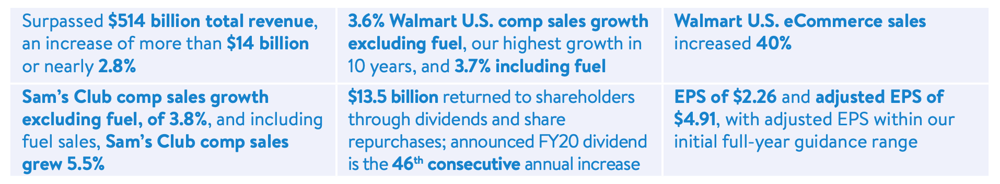 Surpassed $514 billion total revenue,
an increase of more than $14 billion
or nearly 2.8%
3.6% Walmart U.S. comp sales growth
excluding fuel, our highest growth in
10 years, and 3.7% including fuel
Walmart U.S. eCommerce sales
increased 40%
Sam’s Club comp sales growth
excluding fuel, of 3.8%, and including
fuel sales, Sam’s Club comp sales
grew 5.5%
$13.5 billion returned to shareholders
through dividends and share
repurchases; announced FY20 dividend
is the 46th consecutive annual increase
EPS of $2.26 and adjusted EPS of
$4.91, with adjusted EPS within our
initial full-year guidance range